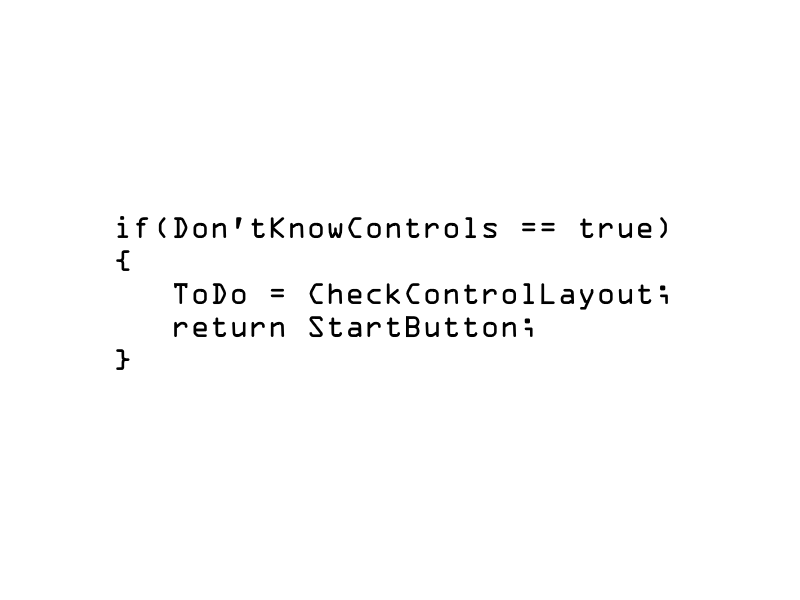 if(Don'tKnowControls == true)
{
   ToDo = CheckControlLayout;
   return StartButton;
}